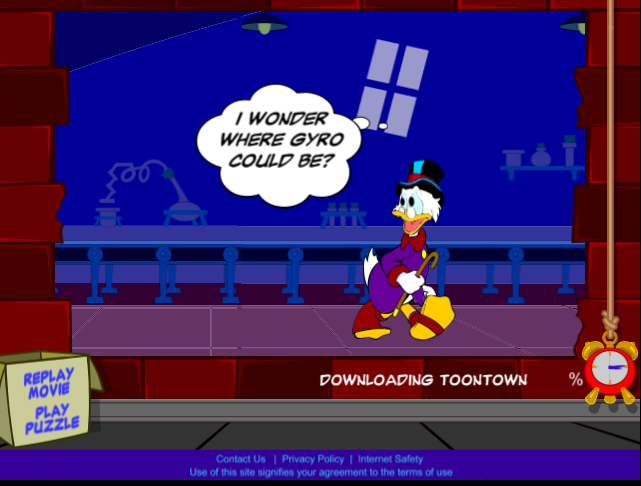 I WONDER
WHERE GYRO
COULD BE?
DOWNLOADING TOONTOWN %
REPLAY
MOVIE
PLAY
PUZZLE
Contact Us | Privacy Policy | Internet Safety
Use of this site signifies your agreement to the terms of use